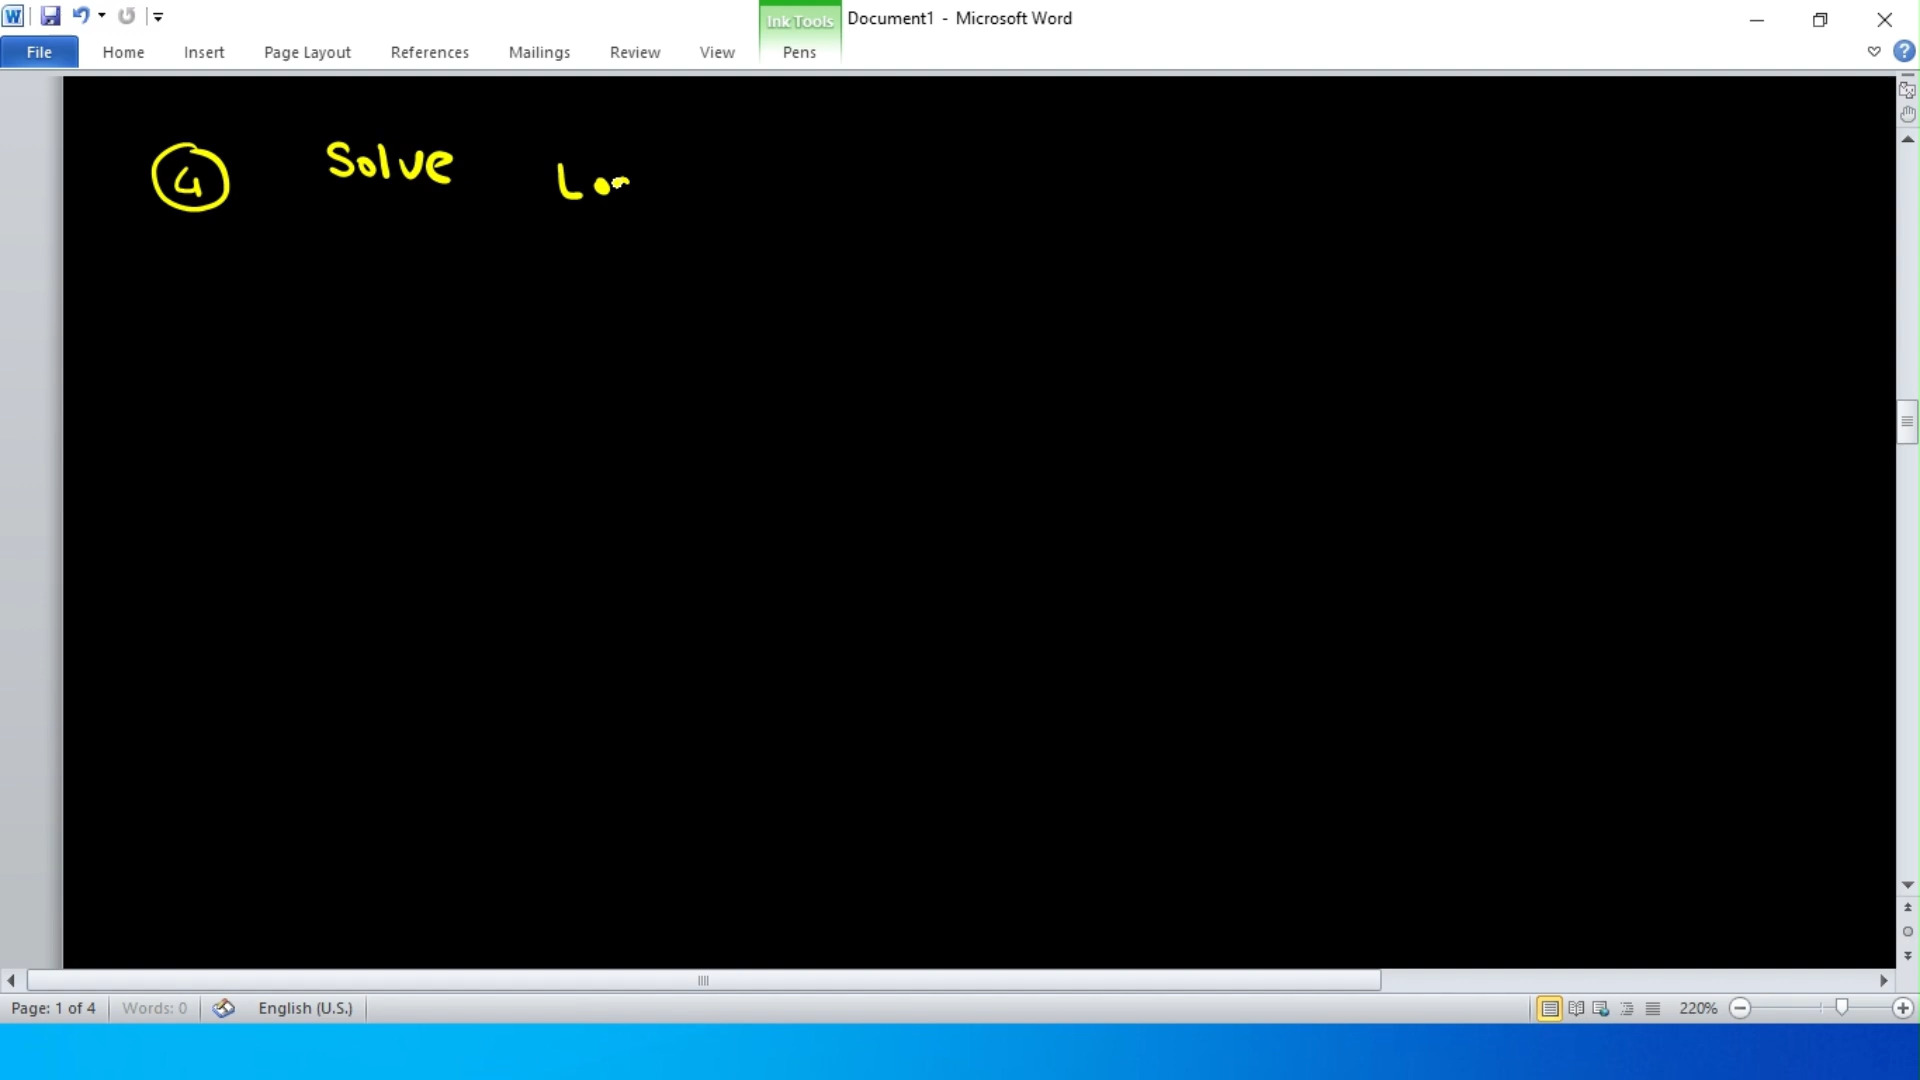 Ink Tools Document1 - Microsoft Word
File Home Insert Page Layout References Mailings Review View Pens
4 Solve Lo
Page: 1 of 4 Words: 0 English (U.S.) 220%